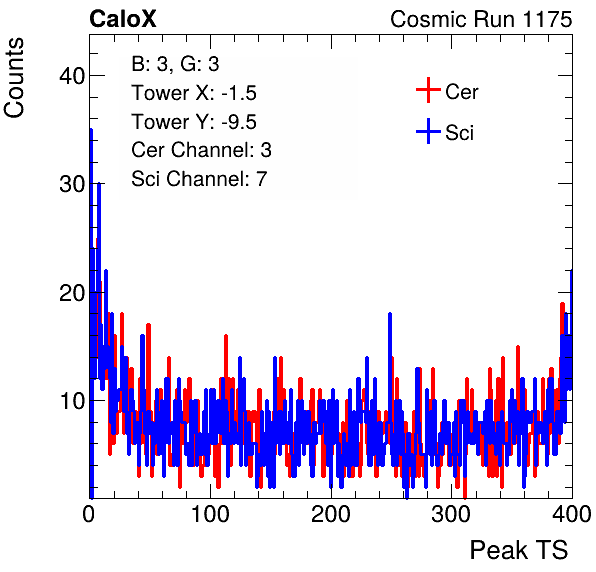 CaloX Cosmic Run 1175
Counts
B: 3, G: 3
Tower X: -1.5
Tower Y: -9.5
Cer Channel: 3
Sci Channel: 7
Cer
Sci
40
30
20
10
0 100 200 300 400
Peak TS